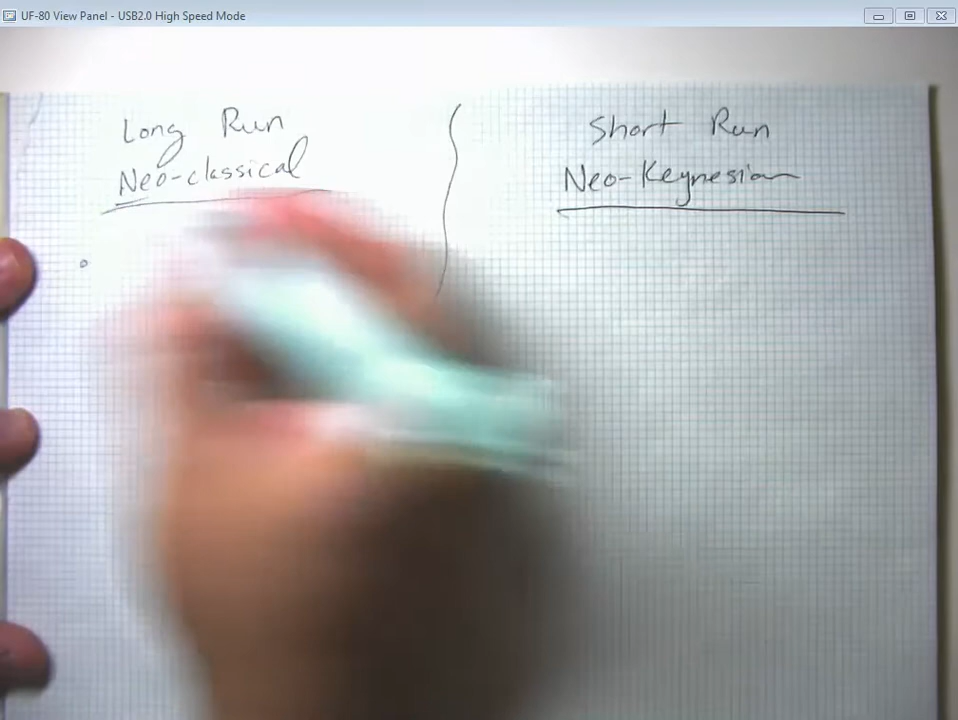 UF-80 View Panel - USB2.0 High Speed Mode
Long Run
Neo-classical
Short Run
Neo-Keynesian